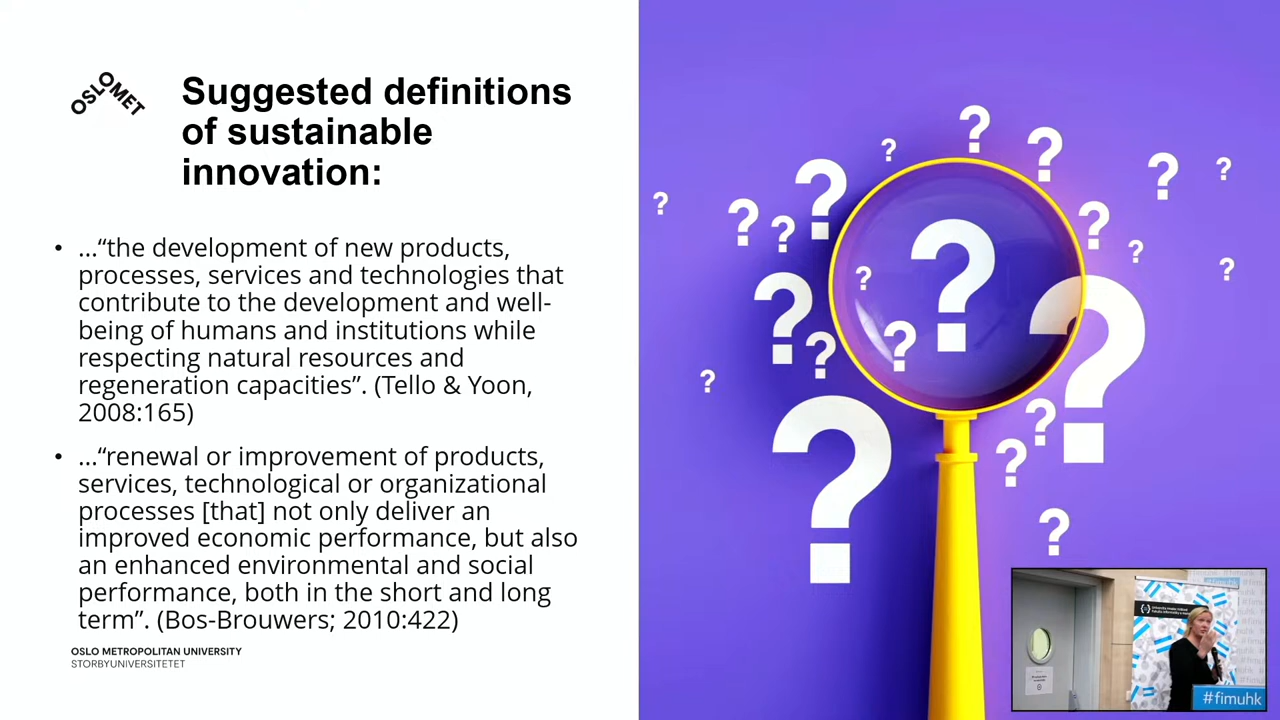 OSLOMET
Suggested definitions
of sustainable
innovation:
• ...“the development of new products,
processes, services and technologies that
contribute to the development and well-
being of humans and institutions while
respecting natural resources and
regeneration capacities”. (Tello & Yoon,
2008:165)
• ...“renewal or improvement of products,
services, technological or organizational
processes [that] not only deliver an
improved economic performance, but also
an enhanced environmental and social
performance, both in the short and long
term”. (Bos-Brouwers; 2010:422)
OSLO METROPOLITAN UNIVERSITY
STORBYUNIVERSITETET
#fimuhk